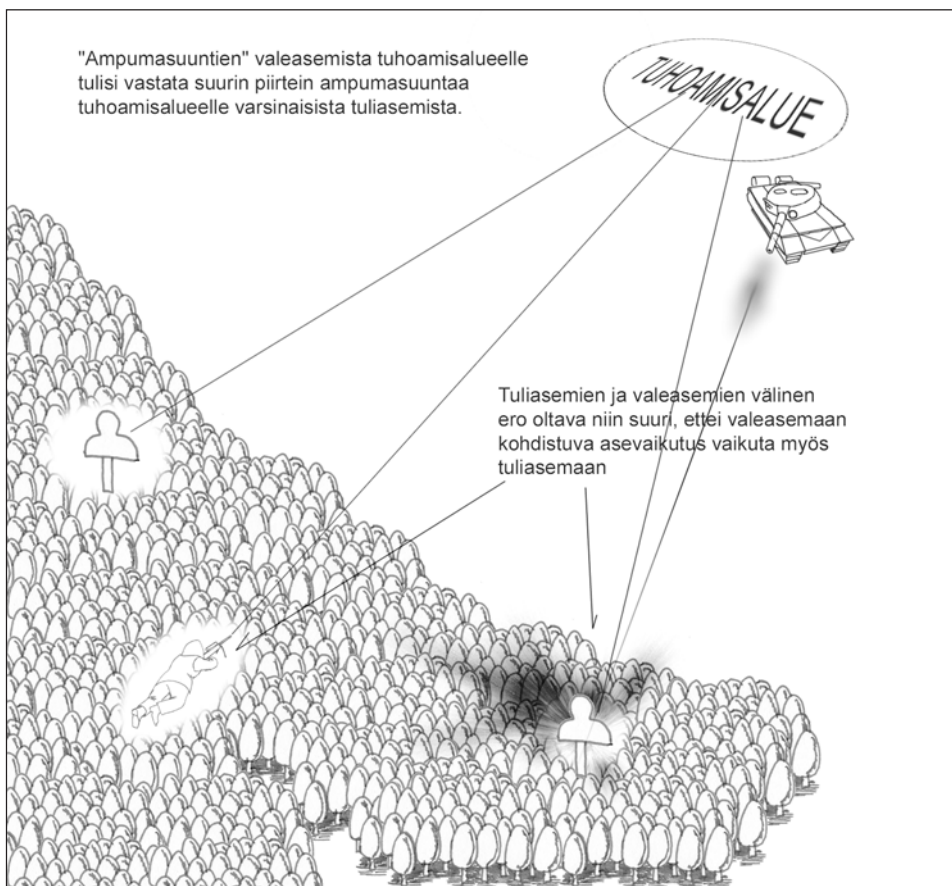 "Ampumasuuntien" valeasemista tuhoamisalueelle
tulisi vastata suurin piirtein ampumasuuntaa
tuhoamisalueelle varsinaisista tuliasemista.
TUHOAMISALUE
Tuliasemien ja valeasemien välinen
ero oltava niin suuri, ettei valeasemaan
kohdistuva asevaikutus vaikuta myös
tuliasemaan